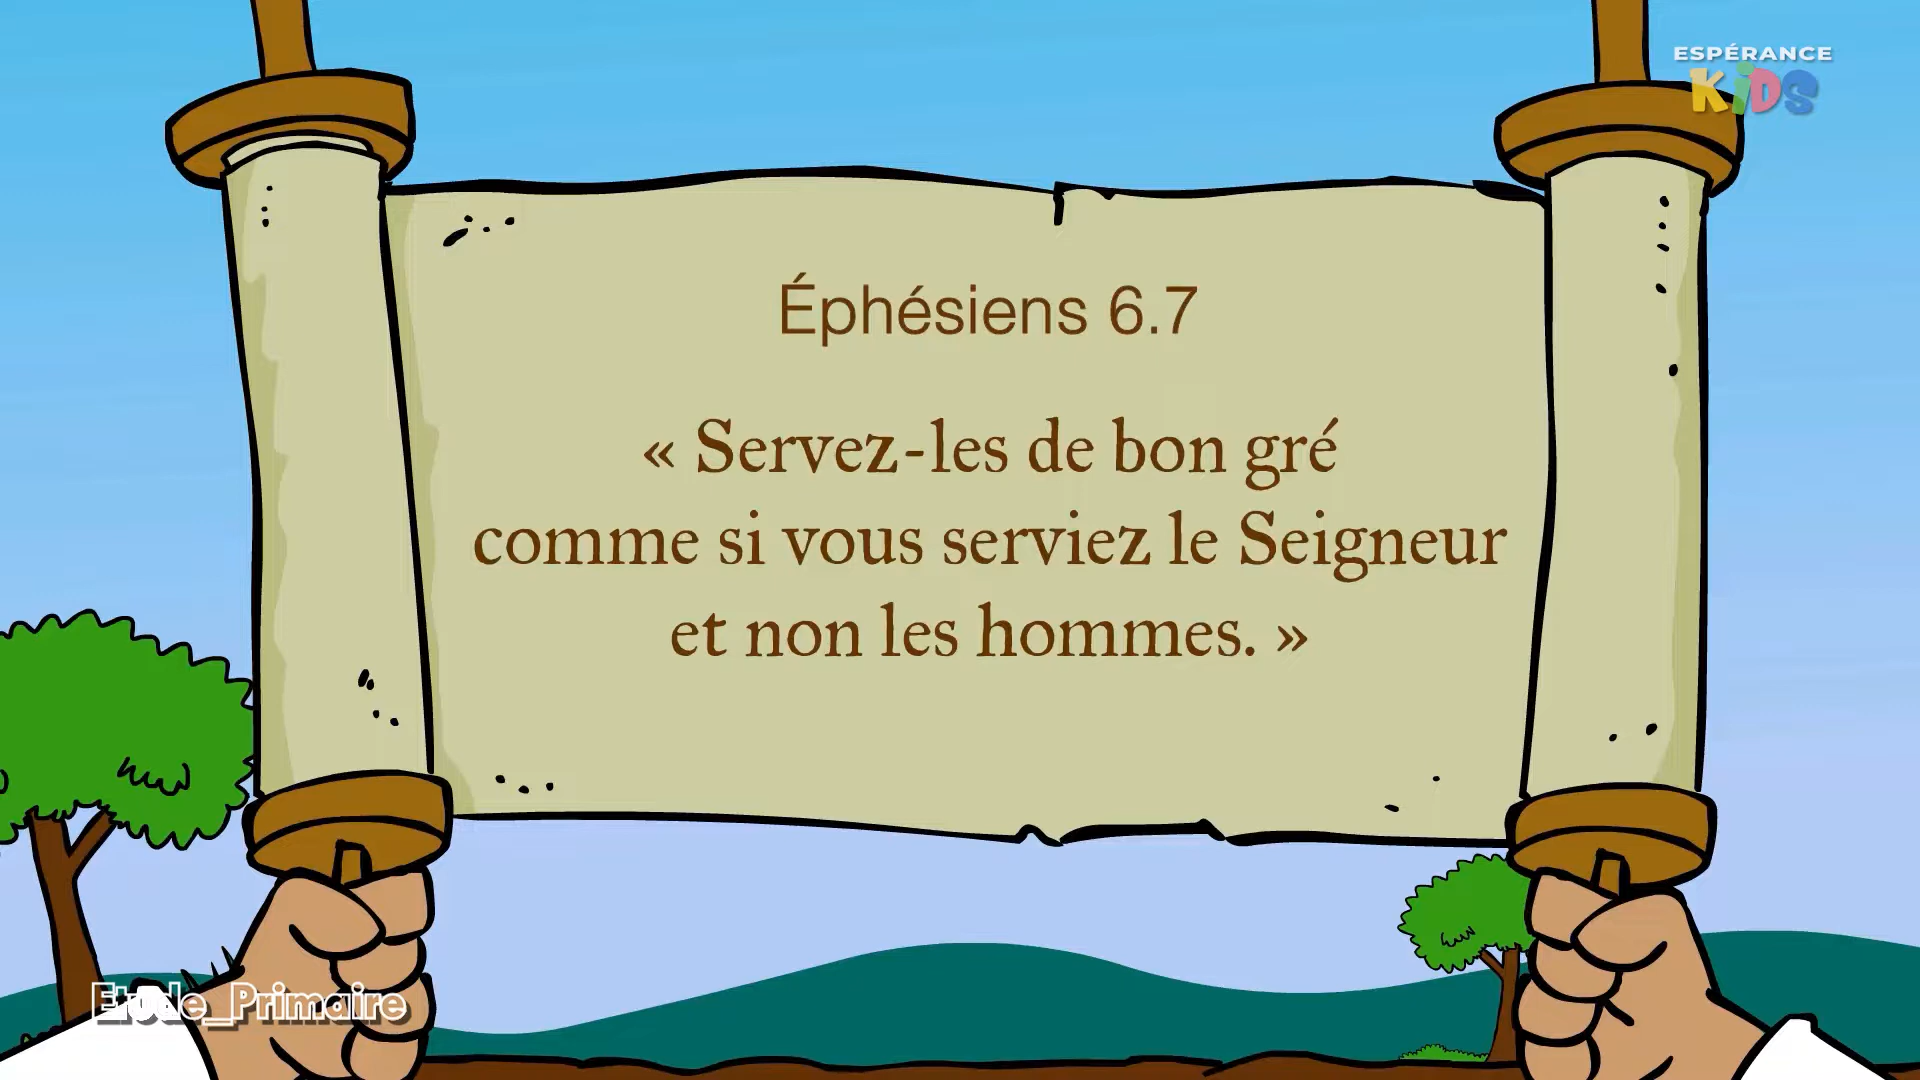 ESPÉRANCE
KiDS
Éphésiens 6.7
« Servez-les de bon gré
comme si vous serviez le Seigneur
et non les hommes. »
Etude_Primaire